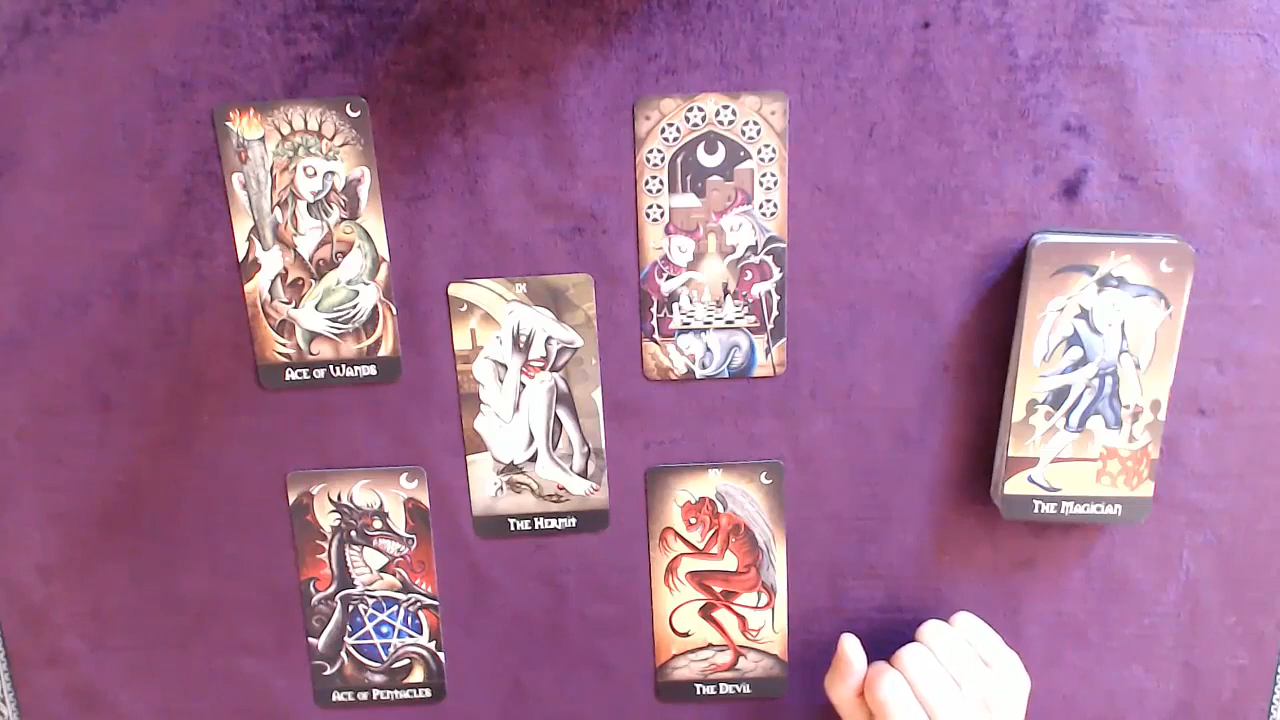 ACE OF WANDS
IX
THE HERMIT
ACE OF PENTACLES
XV
THE DEVIL
THE MAGICIAN